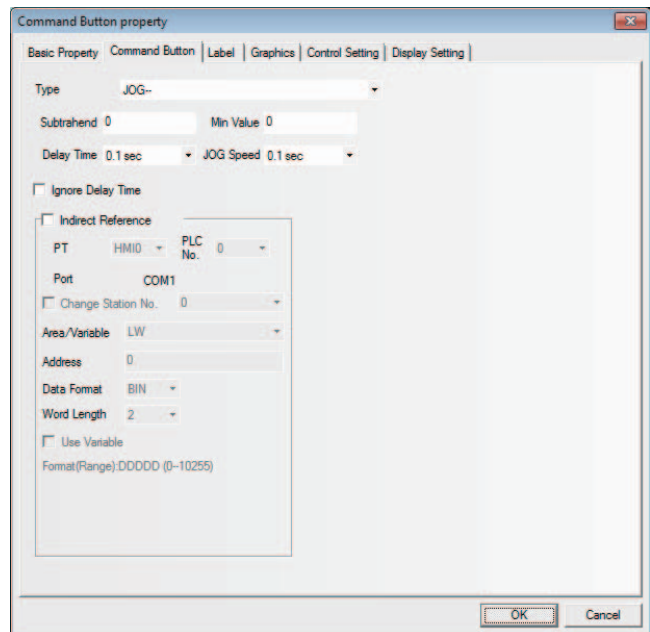 Command Button property
Basic Property Command Button Label Graphics Control Setting Display Setting
Type JOG--
Subtrahend 0 Min Value 0
Delay Time 0.1 sec JOG Speed 0.1 sec
Ignore Delay Time
Indirect Reference
PT HMI0 PLC No. 0
Port COM1
Change Station No. 0
Area/Variable LW
Address 0
Data Format BIN
Word Length 2
Use Variable
Format(Range):DDDDD (0--10255)
OK Cancel